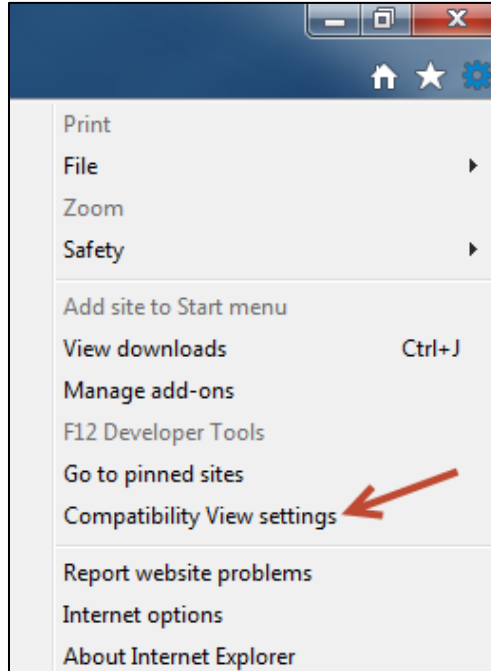 Print
File
Zoom
Safety
Add site to Start menu
View downloads Ctrl+J
Manage add-ons
F12 Developer Tools
Go to pinned sites
Compatibility View settings
Report website problems
Internet options
About Internet Explorer